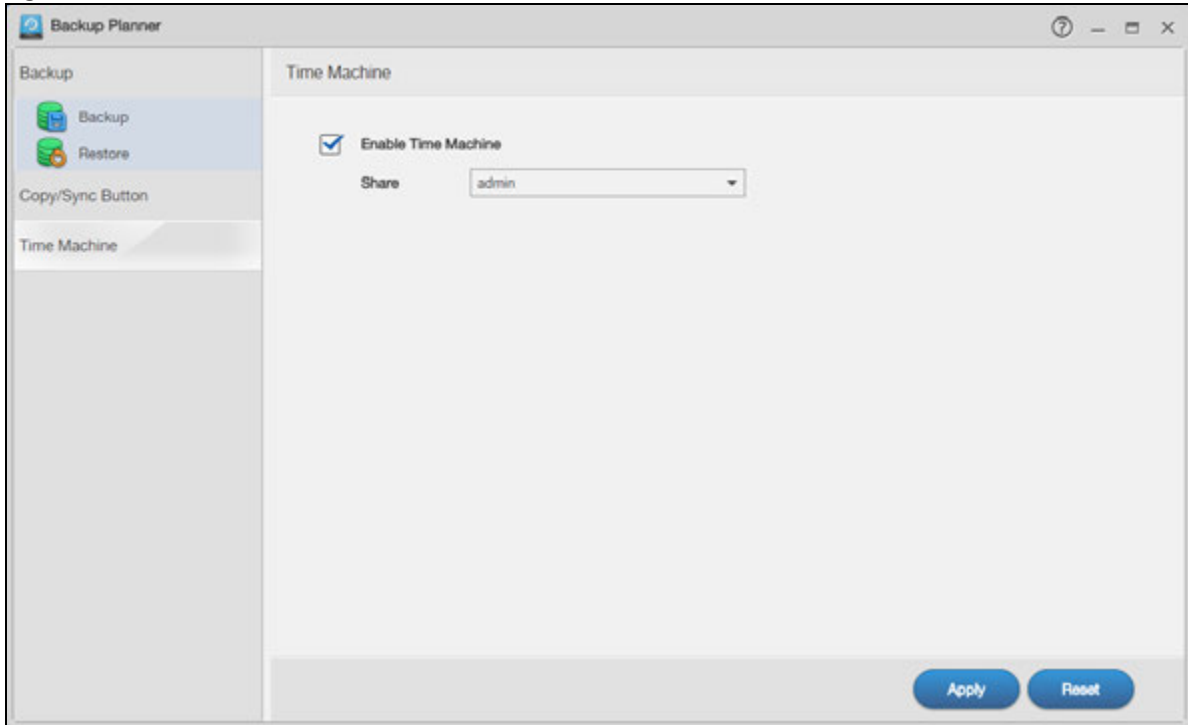 Backup Planner
Backup
Backup
Restore
Copy/Sync Button
Time Machine
Time Machine
Enable Time Machine
Share admin
Apply Reset